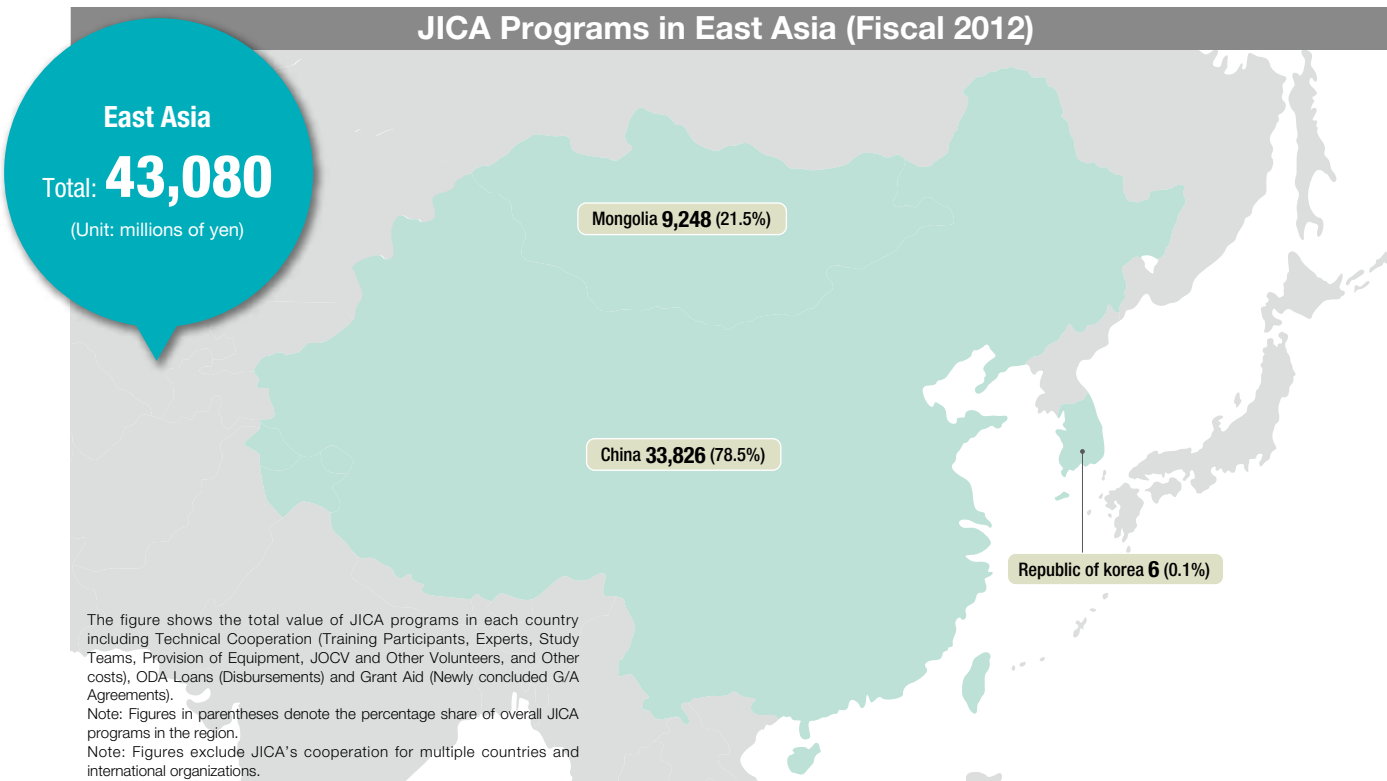 JICA Programs in East Asia (Fiscal 2012)
East Asia
Total: 43,080
(Unit: millions of yen)
Mongolia 9,248 (21.5%)
China 33,826 (78.5%)
Republic of korea 6 (0.1%)
The figure shows the total value of JICA programs in each country
including Technical Cooperation (Training Participants, Experts, Study
Teams, Provision of Equipment, JOCV and Other Volunteers, and Other
costs), ODA Loans (Disbursements) and Grant Aid (Newly concluded G/A
Agreements).
Note: Figures in parentheses denote the percentage share of overall JICA
programs in the region.
Note: Figures exclude JICA's cooperation for multiple countries and
international organizations.